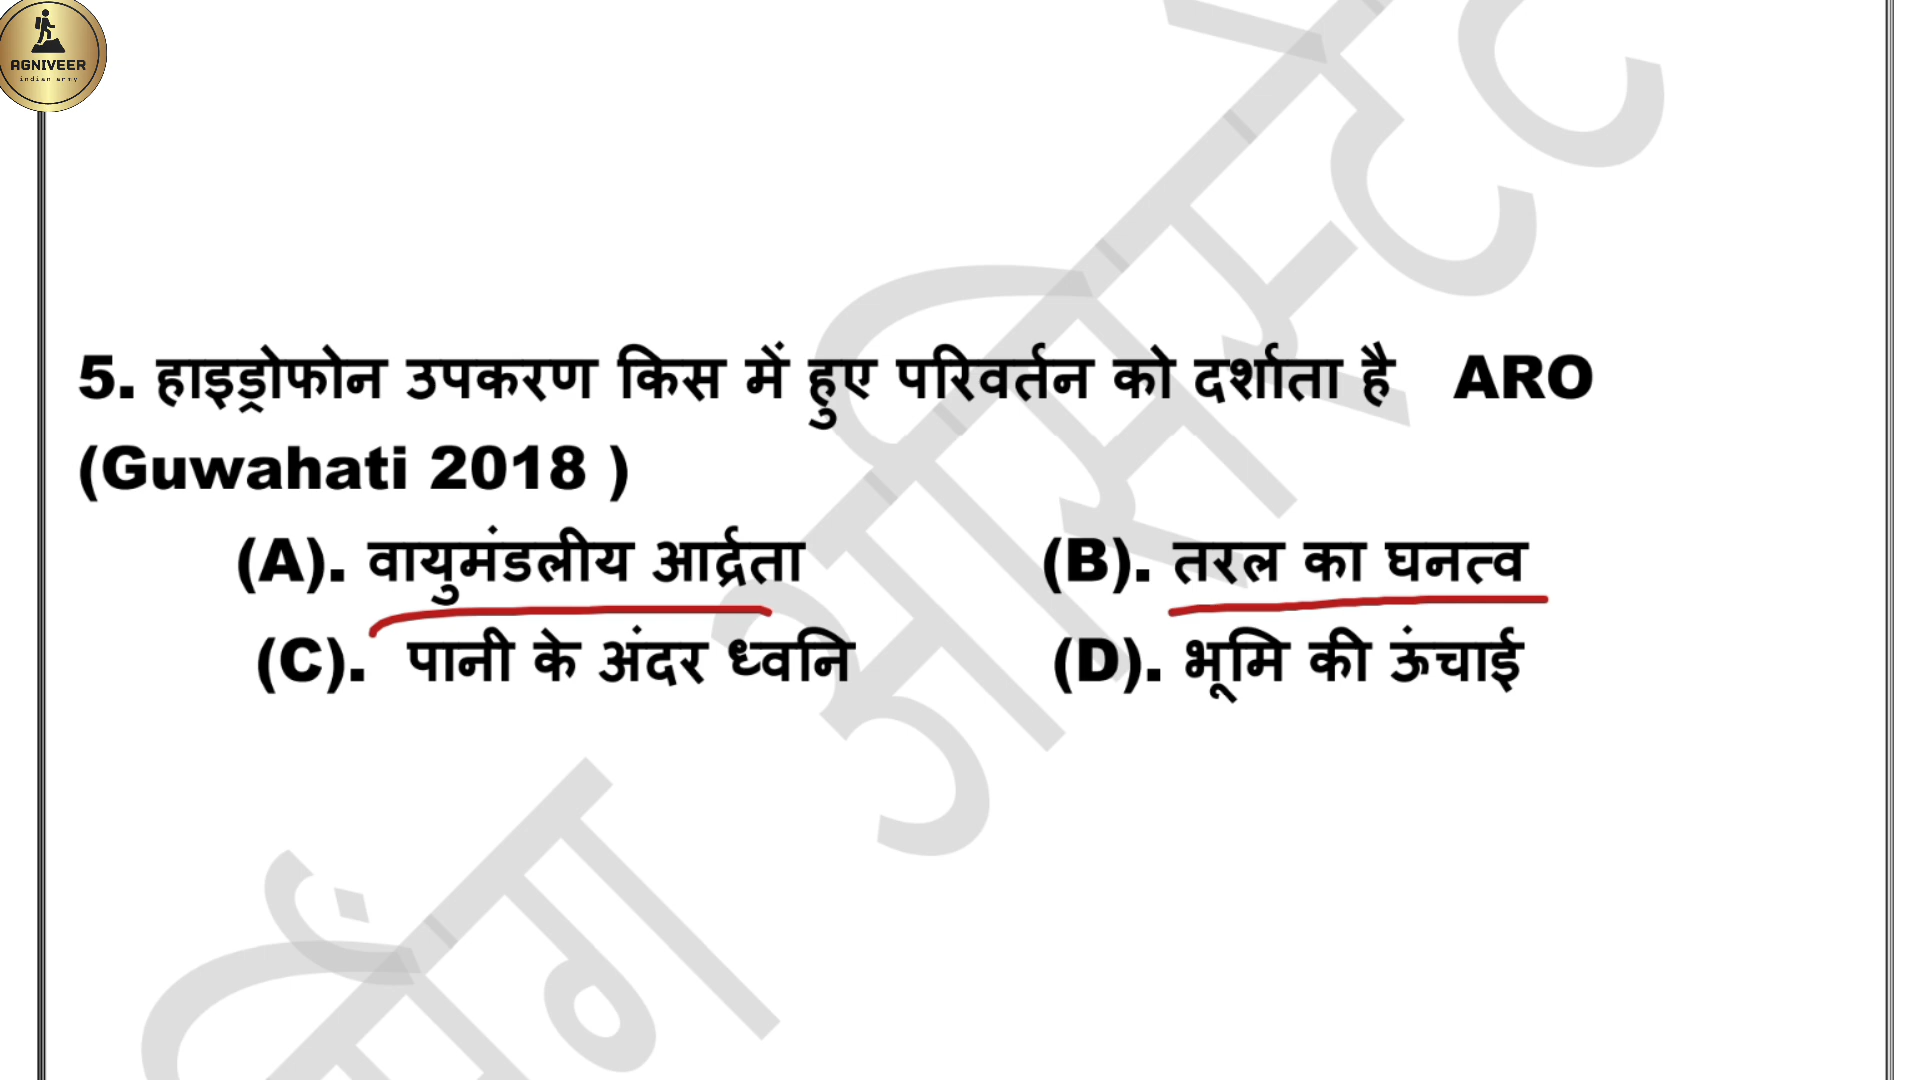 AGNIVEER
indian army
5. हाइड्रोफोन उपकरण किस में हुए परिवर्तन को दर्शाता है ARO
(Guwahati 2018 )
(A). वायुमंडलीय आर्द्रता (B). तरल का घनत्व
(C). पानी के अंदर ध्वनि (D). भूमि की ऊंचाई